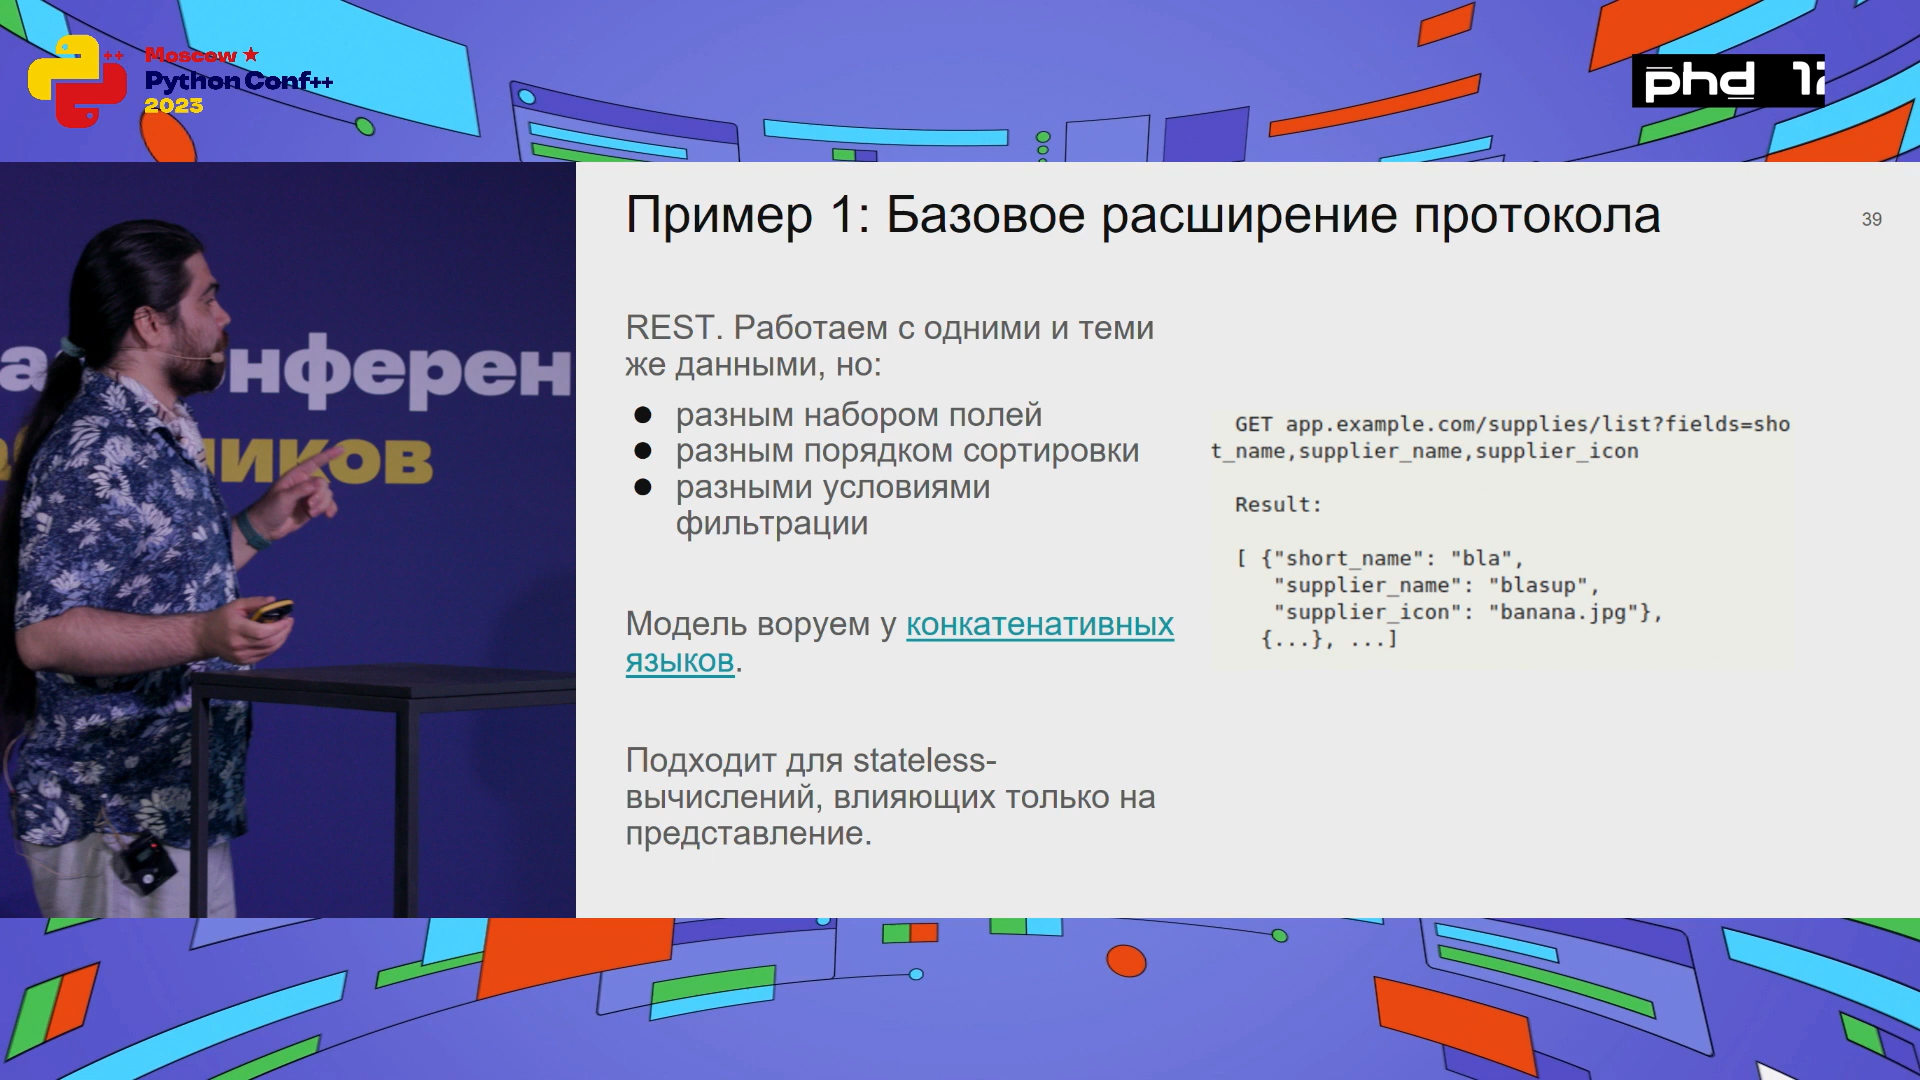 ++ Moscow ★
Python Conf++
2023
phd 12
нферен
иков
Пример 1: Базовое расширение протокола
39
REST. Работаем с одними и теми
же данными, но:
● разным набором полей
● разным порядком сортировки
● разными условиями
фильтрации
Модель воруем у конкатенативных
языков.
Подходит для stateless-
вычислений, влияющих только на
представление.
GET app.example.com/supplies/list?fields=sho
t_name,supplier_name,supplier_icon
Result:
[ {"short_name": "bla",
"supplier_name": "blasup",
"supplier_icon": "banana.jpg"},
{...}, ...]